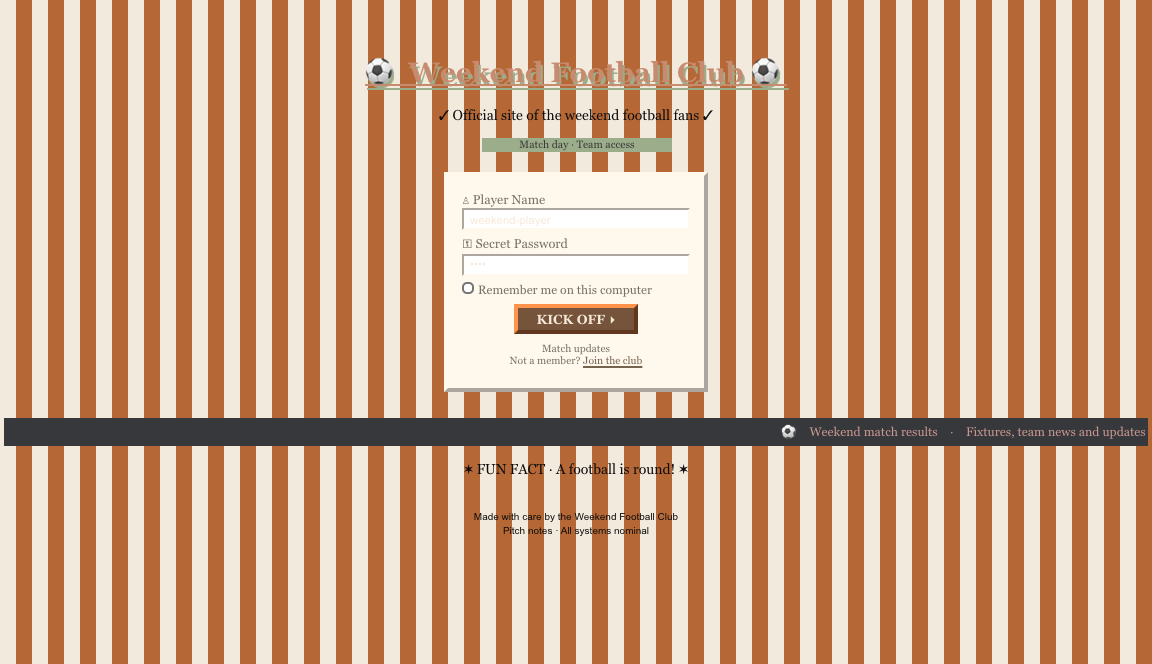 ⚽ Weekend Football Club ⚽
✓Official site of the weekend football fans✓
Match day · Team access
♙ Player Name
weekend-player
⚿ Secret Password
····
Remember me on this computer
KICK OFF ▸
Match updates
Not a member? Join the club
⚽ Weekend match results · Fixtures, team news and updates
✶ FUN FACT · A football is round! ✶
Made with care by the Weekend Football Club
Pitch notes · All systems nominal